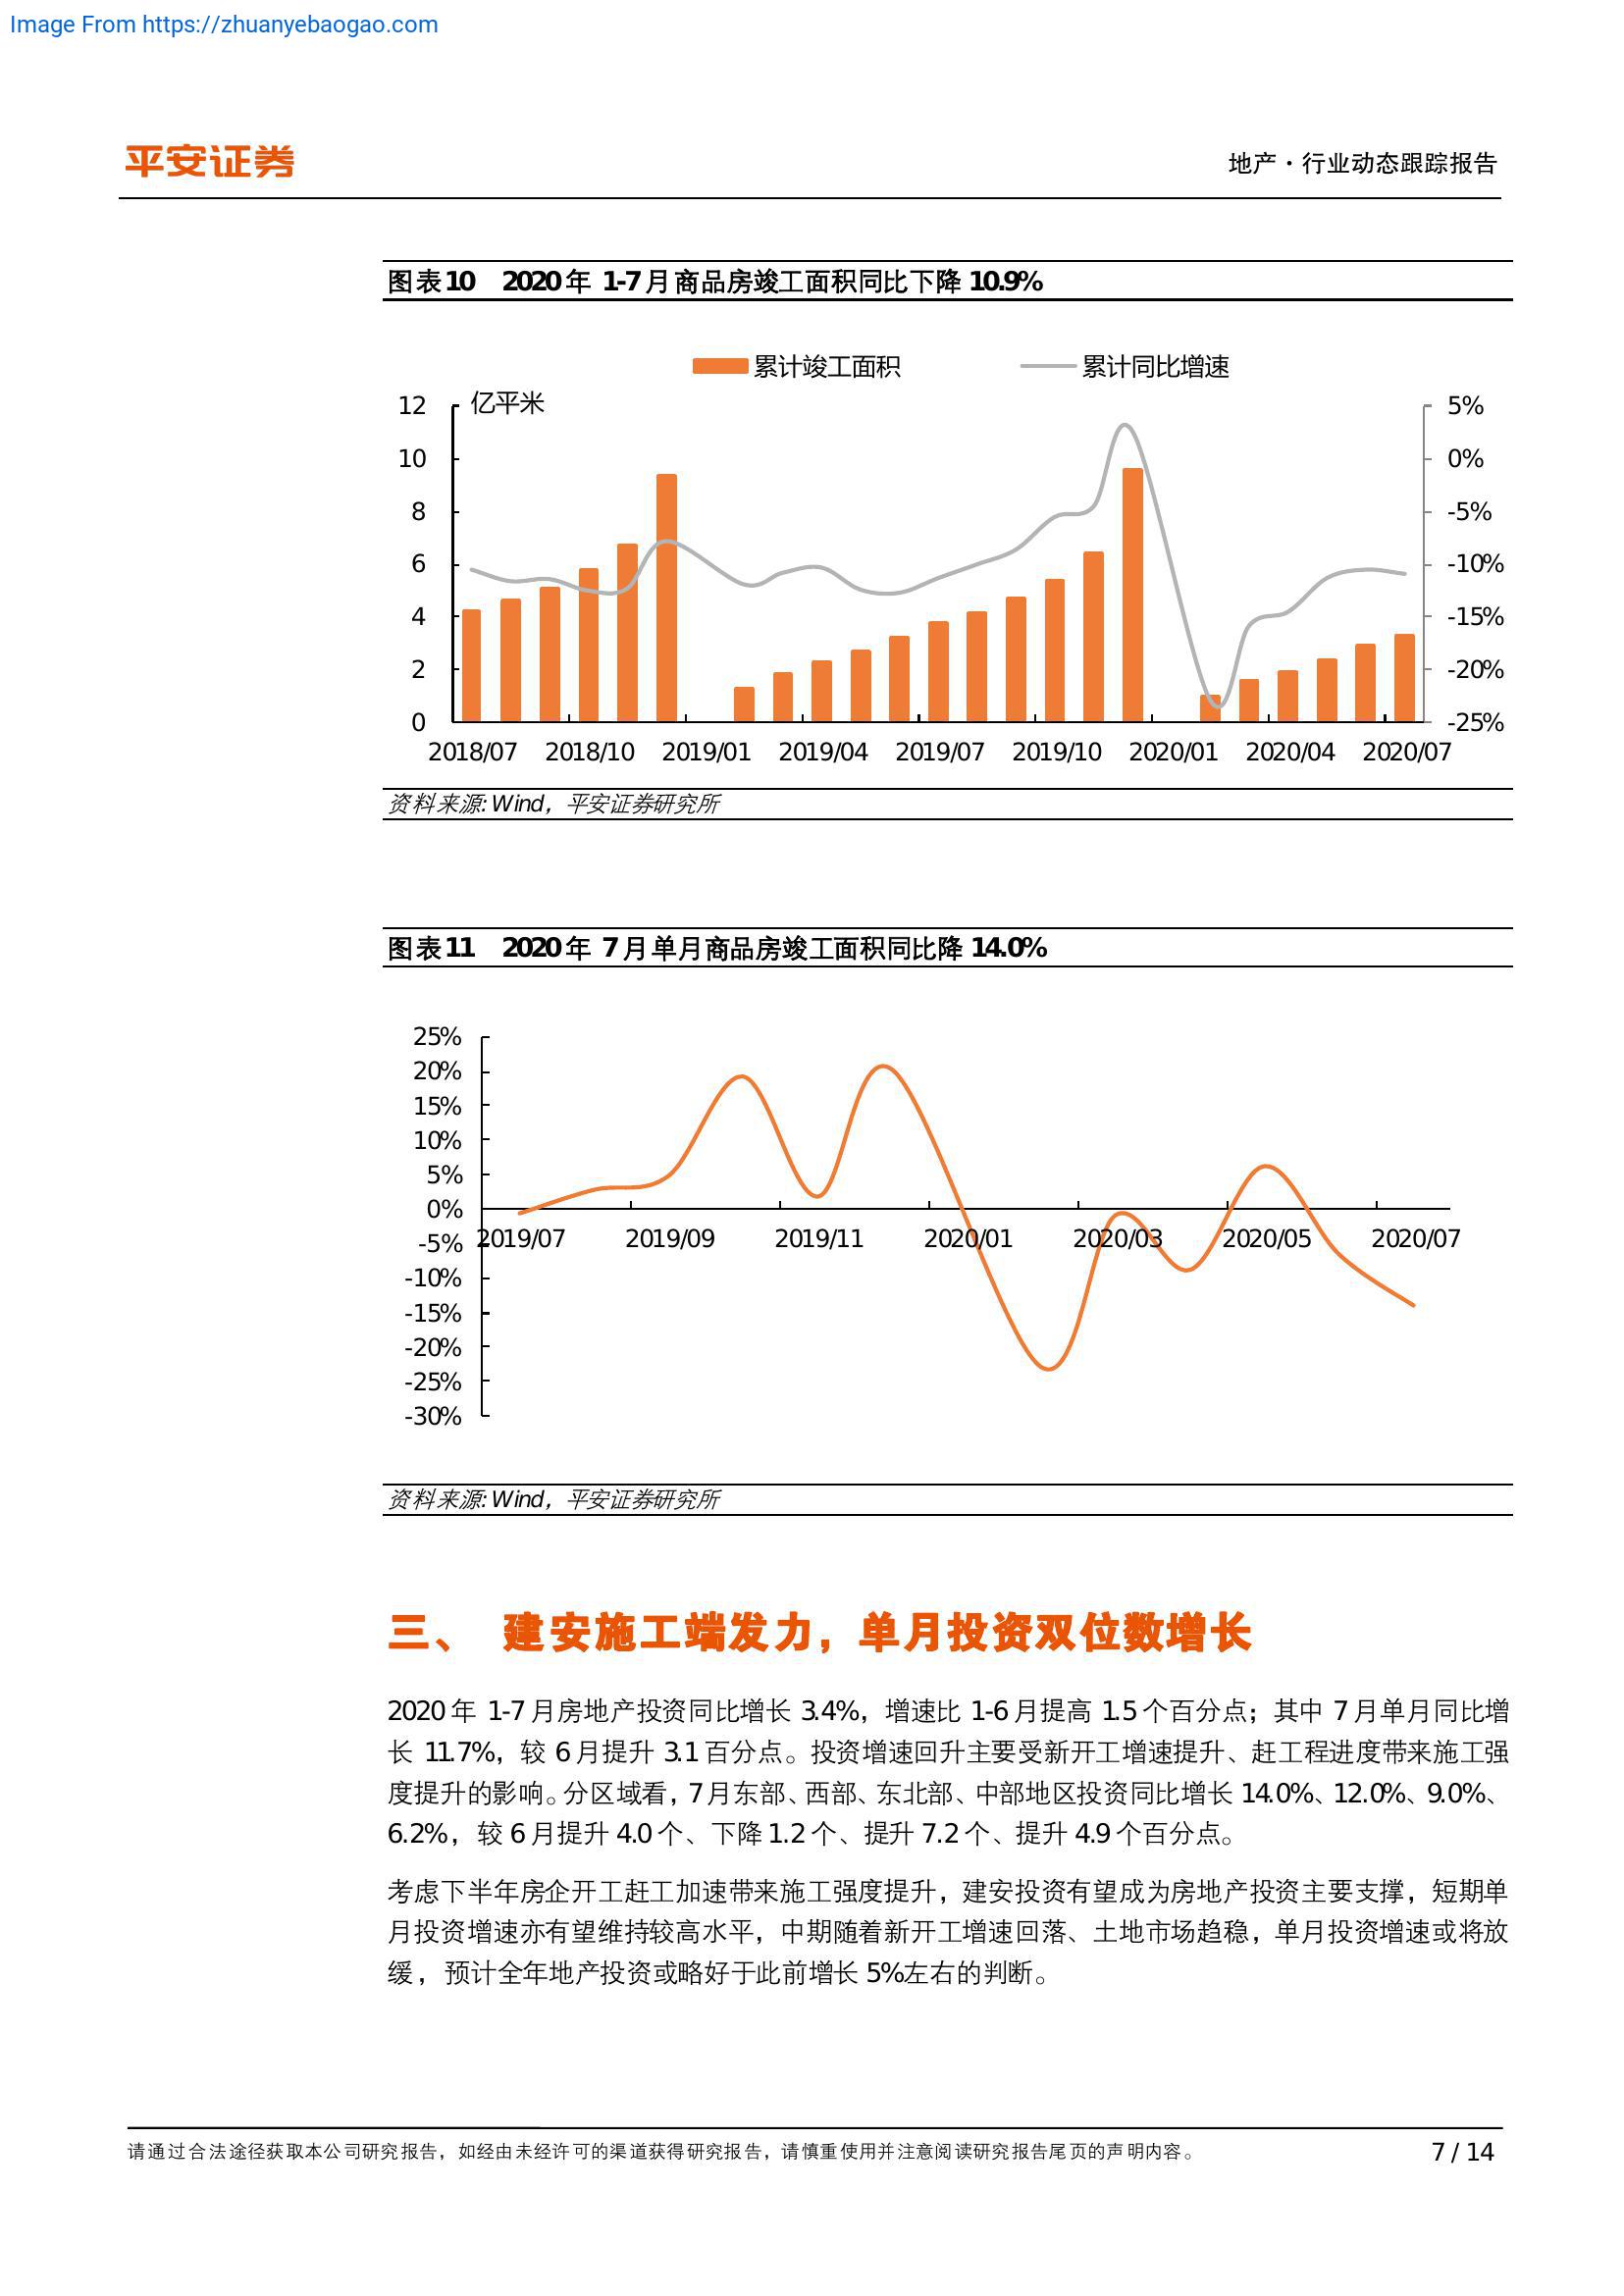 Image From https://zhuanyebaogao.com
平安证券
地产·行业动态跟踪报告
图表10 2020年 1-7月商品房竣工面积同比下降 10.9%
累计竣工面积 累计同比增速
亿平米
12
10
8
6
4
2
0
5%
0%
-5%
-10%
-15%
-20%
-25%
2018/07 2018/10 2019/01 2019/04 2019/07 2019/10 2020/01 2020/04 2020/07
资料来源: Wind，平安证券研究所
图表11 2020年 7月单月商品房竣工面积同比降 14.0%
25%
20%
15%
10%
5%
0%
-5%
-10%
-15%
-20%
-25%
-30%
2019/07 2019/09 2019/11 2020/01 2020/03 2020/05 2020/07
资料来源: Wind，平安证券研究所
三、 建安施工端发力，单月投资双位数增长
2020年 1-7月房地产投资同比增长 3.4%，增速比 1-6月提高 1.5个百分点；其中 7月单月同比增
长 11.7%，较 6月提升 3.1百分点。投资增速回升主要受新开工增速提升、赶工程进度带来施工强
度提升的影响。分区域看，7月东部、西部、东北部、中部地区投资同比增长 14.0%、12.0%、9.0%、
6.2%，较 6月提升 4.0个、下降 1.2个、提升 7.2个、提升 4.9个百分点。
考虑下半年房企开工赶工加速带来施工强度提升，建安投资有望成为房地产投资主要支撑，短期单
月投资增速亦有望维持较高水平，中期随着新开工增速回落、土地市场趋稳，单月投资增速或将放
缓，预计全年地产投资或略好于此前增长 5%左右的判断。
请通过合法途径获取本公司研究报告，如经由未经许可的渠道获得研究报告，请慎重使用并注意阅读研究报告尾页的声明内容。
7 / 14